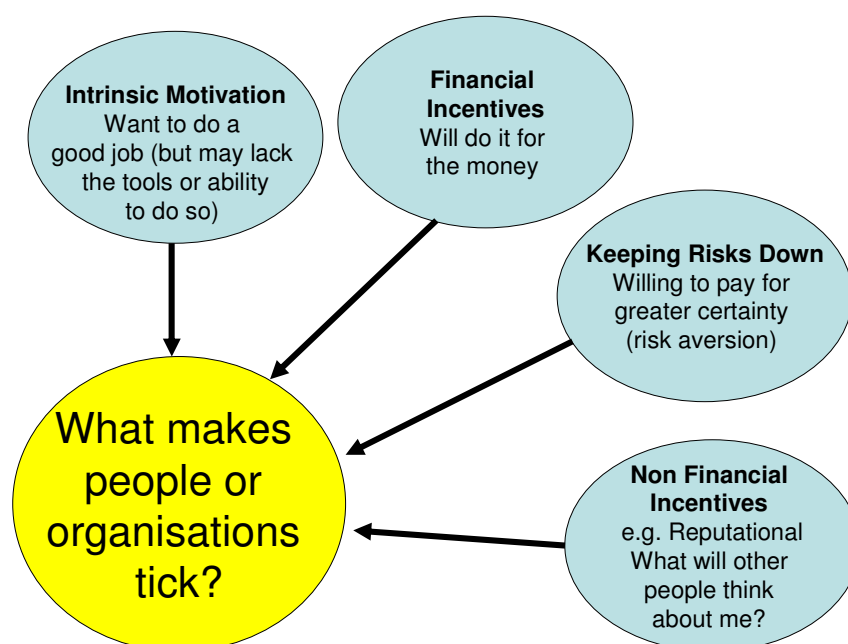 Intrinsic Motivation
Want to do a
good job (but may lack
the tools or ability
to do so)
Financial
Incentives
Will do it for
the money
Keeping Risks Down
Willing to pay for
greater certainty
(risk aversion)
What makes
people or
organisations
tick?
Non Financial
Incentives
e.g. Reputational
What will other
people think
about me?